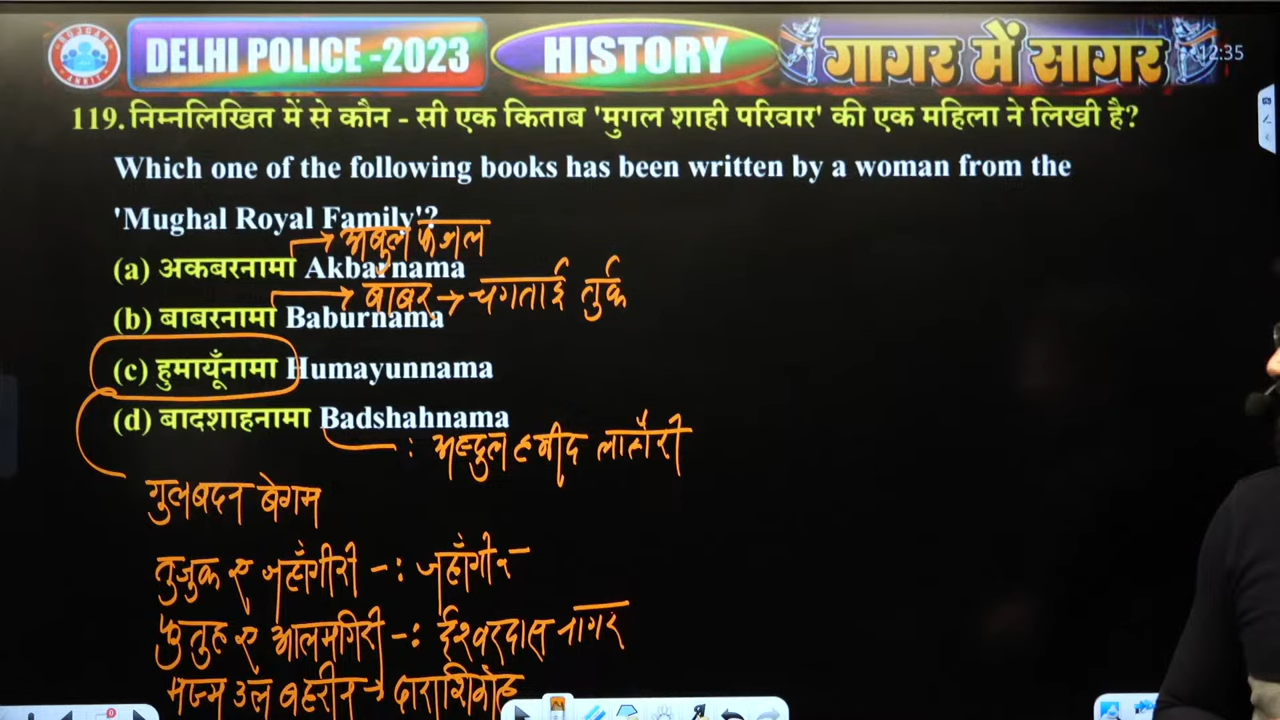 ROJGAR
ANKIT
DELHI POLICE -2023
HISTORY
गागर में सागर
12:35
119. निम्नलिखित में से कौन - सी एक किताब 'मुगल शाही परिवार' की एक महिला ने लिखी है?
Which one of the following books has been written by a woman from the
'Mughal Royal Family'?
अबुल फजल
(a) अकबरनामा Akbarnama
बाबर → चगताई तुर्क
(b) बाबरनामा Baburnama
(c) हुमायूँनामा Humayunnama
(d) बादशाहनामा Badshahnama
: अब्दुल हमीद लाहौरी
गुलबदन बेगम
तुजुक ए जहाँगीरी -: जहाँगीर
फुतुह ए आलमगिरी -: ईश्वरदास नागर
मज्म उल बहरीन → दाराशिकोह